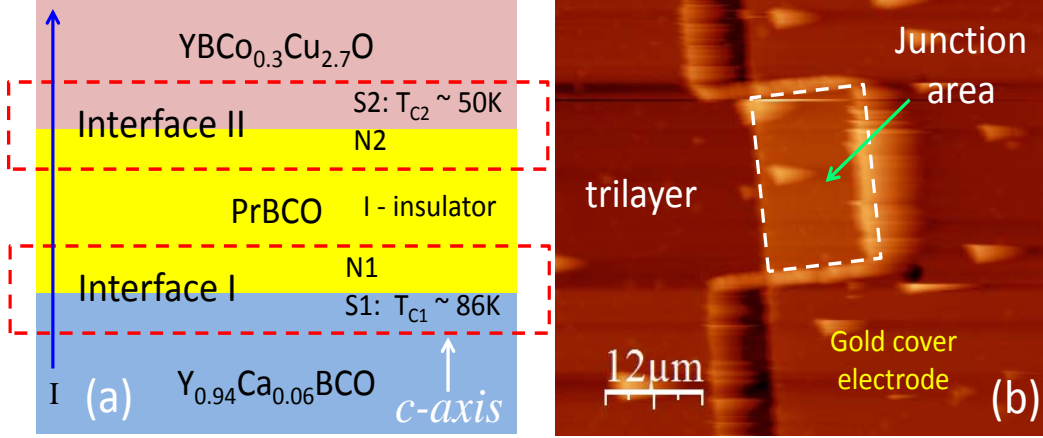 YBCo0.3Cu2.7O
S2: TC2 ~ 50K
Interface II
N2
PrBCO
I - insulator
N1
Interface I
S1: TC1 ~ 86K
I
(a)
Y0.94Ca0.06BCO
c-axis
Junction
area
trilayer
Gold cover
electrode
12µm
(b)